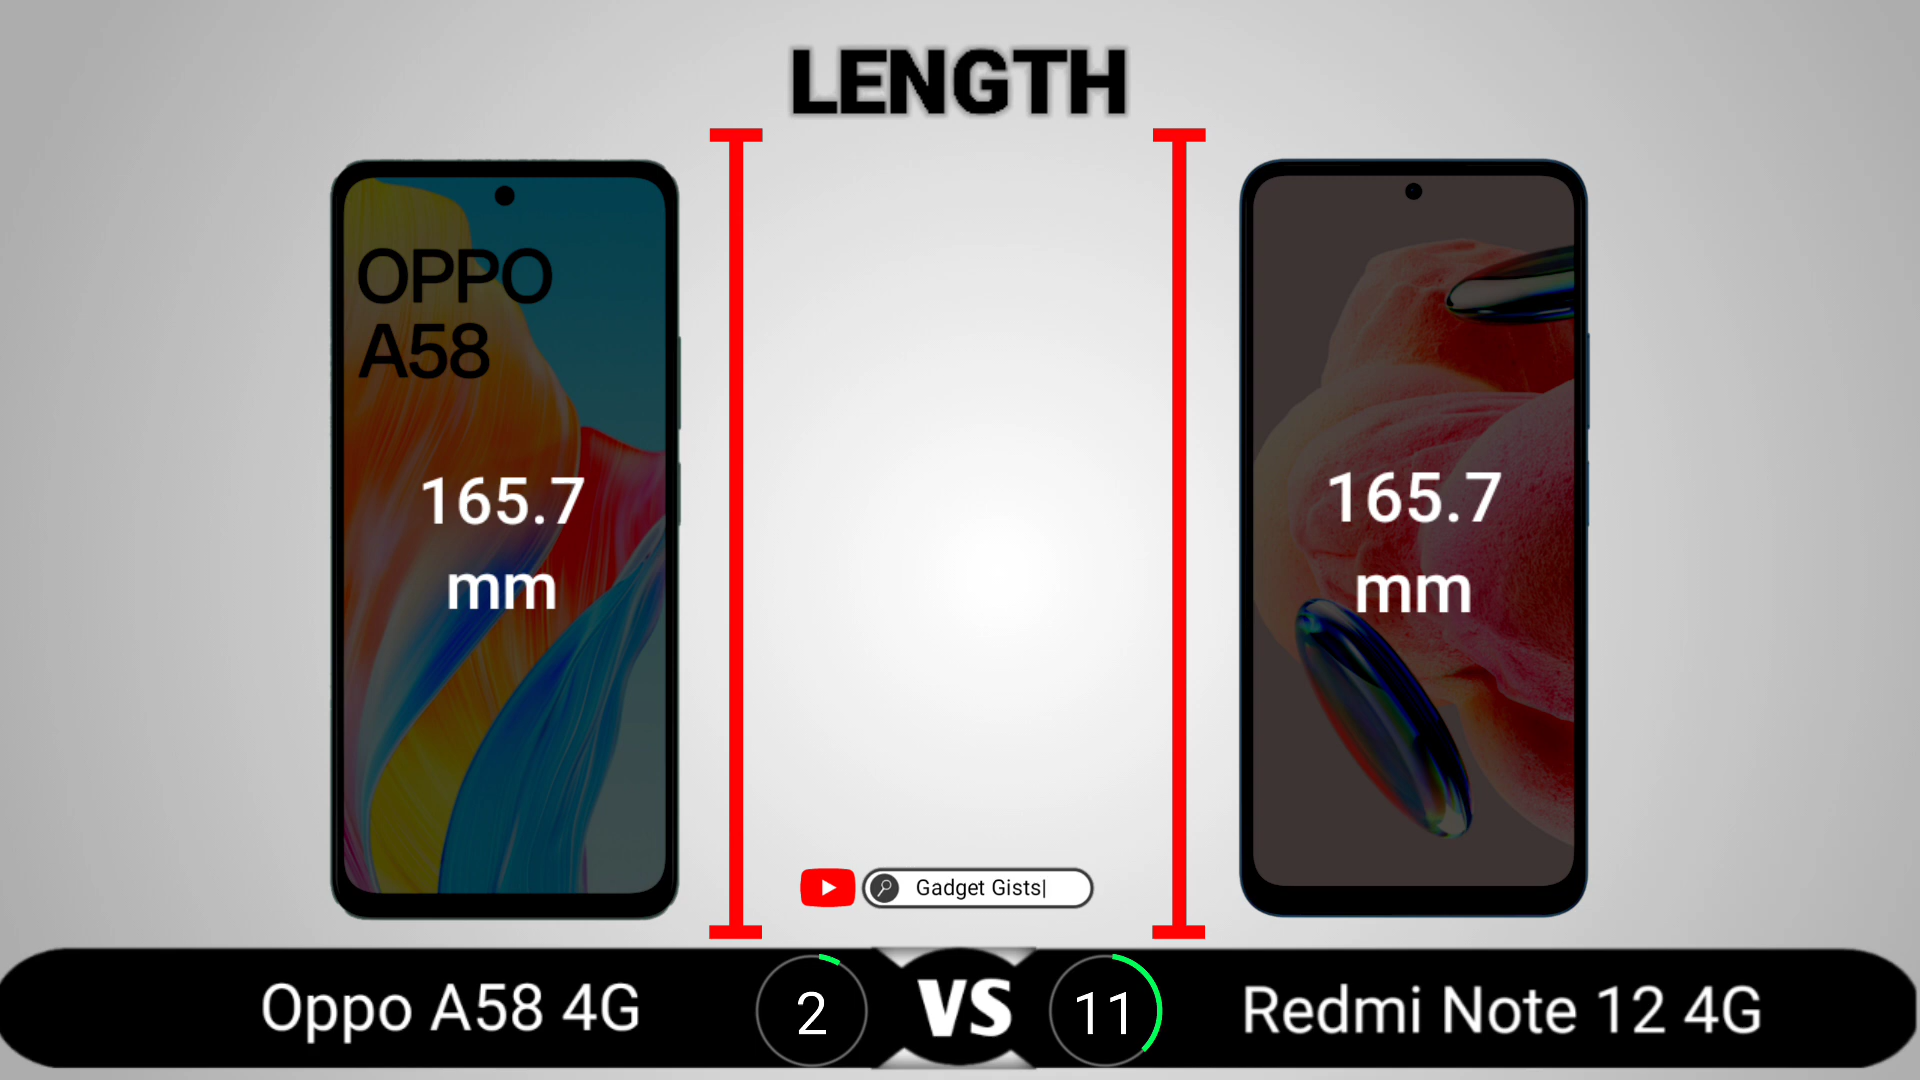 LENGTH
OPPO
A58
165.7
mm
165.7
mm
Gadget Gists|
Oppo A58 4G
2
VS
11
Redmi Note 12 4G